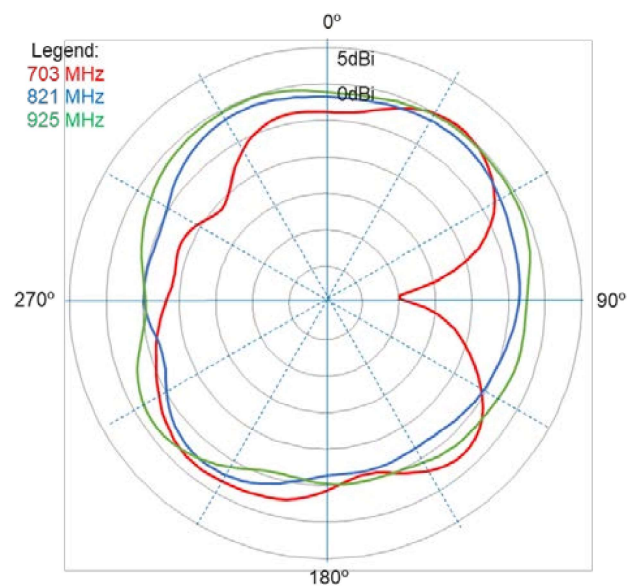 0º
Legend:
703 MHz
821 MHz
925 MHz
5dBi
0dBi
270º
90º
180º